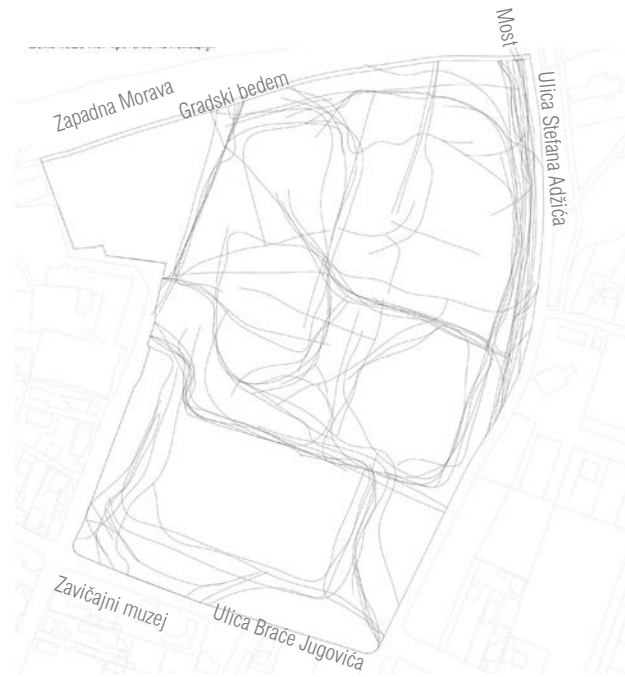 Most
Zapadna Morava
Gradski bedem
Ulica Stefana Adžića
Zavičajni muzej
Ulica Braće Jugovića